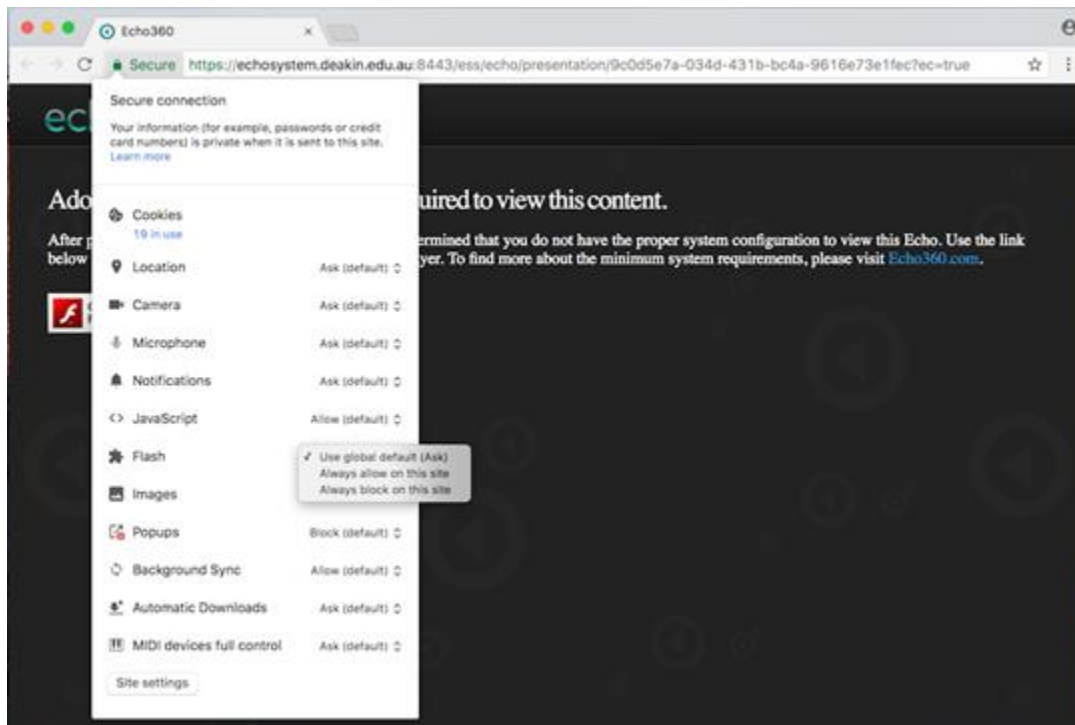 Echo360
Secure https://echosystem.deakin.edu.au:8443/ess/echo/presentation/9c0d5e7a-034d-431b-bc4a-9616e73e1fec?ec=true
Secure connection
Your information (for example, passwords or credit
card numbers) is private when it is sent to this site.
Learn more
ec
Ado
uired to view this content.
After p
ermined that you do not have the proper system configuration to view this Echo. Use the link
below
yer. To find more about the minimum system requirements, please visit Echo360.com.
Cookies
19 in use
Location Ask (default)
Camera Ask (default)
Microphone Ask (default)
Notifications Ask (default)
JavaScript Allow (default)
Flash ✓ Use global default (Ask)
Always allow on this site
Always block on this site
Images
Popups Block (default)
Background Sync Allow (default)
Automatic Downloads Ask (default)
MIDI devices full control Ask (default)
Site settings